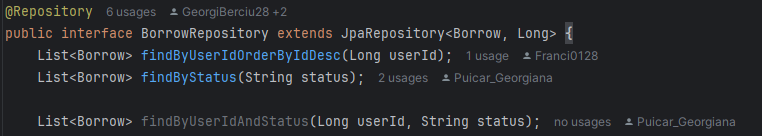 @Repository 6 usages GeorgiBerciu28 +2
public interface BorrowRepository extends JpaRepository<Borrow, Long> {
List<Borrow> findByUserIdOrderByIdDesc(Long userId); 1 usage Franci0128
List<Borrow> findByStatus(String status); 2 usages Puicar_Georgiana
List<Borrow> findByUserIdAndStatus(Long userId, String status); no usages Puicar_Georgiana